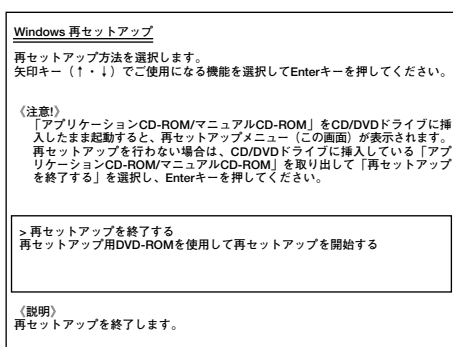 Windows 再セットアップ
再セットアップ方法を選択します。
矢印キー（↑・↓）でご使用になる機能を選択してEnterキーを押してください。
《注意!》
「アプリケーションCD-ROM/マニュアルCD-ROM」をCD/DVDドライブに挿
入したまま起動すると、再セットアップメニュー（この画面）が表示されます。
再セットアップを行わない場合は、CD/DVDドライブに挿入している「アプ
リケーションCD-ROM/マニュアルCD-ROM」を取り出して「再セットアップ
を終了する」を選択し、Enterキーを押してください。
> 再セットアップを終了する
再セットアップ用DVD-ROMを使用して再セットアップを開始する
《説明》
再セットアップを終了します。